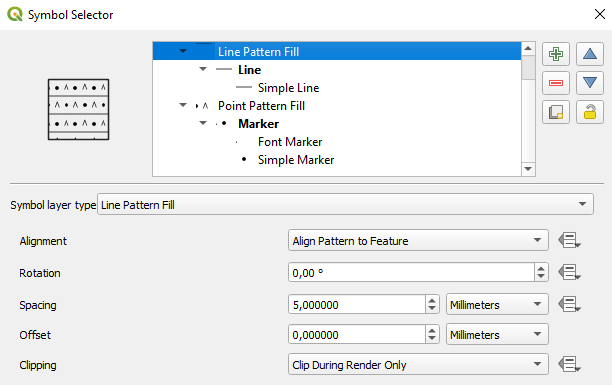 Symbol Selector
Line Pattern Fill
Line
Simple Line
Point Pattern Fill
Marker
Font Marker
Simple Marker
Symbol layer type Line Pattern Fill
Alignment Align Pattern to Feature
Rotation 0,00 °
Spacing 5,000000 Millimeters
Offset 0,000000 Millimeters
Clipping Clip During Render Only